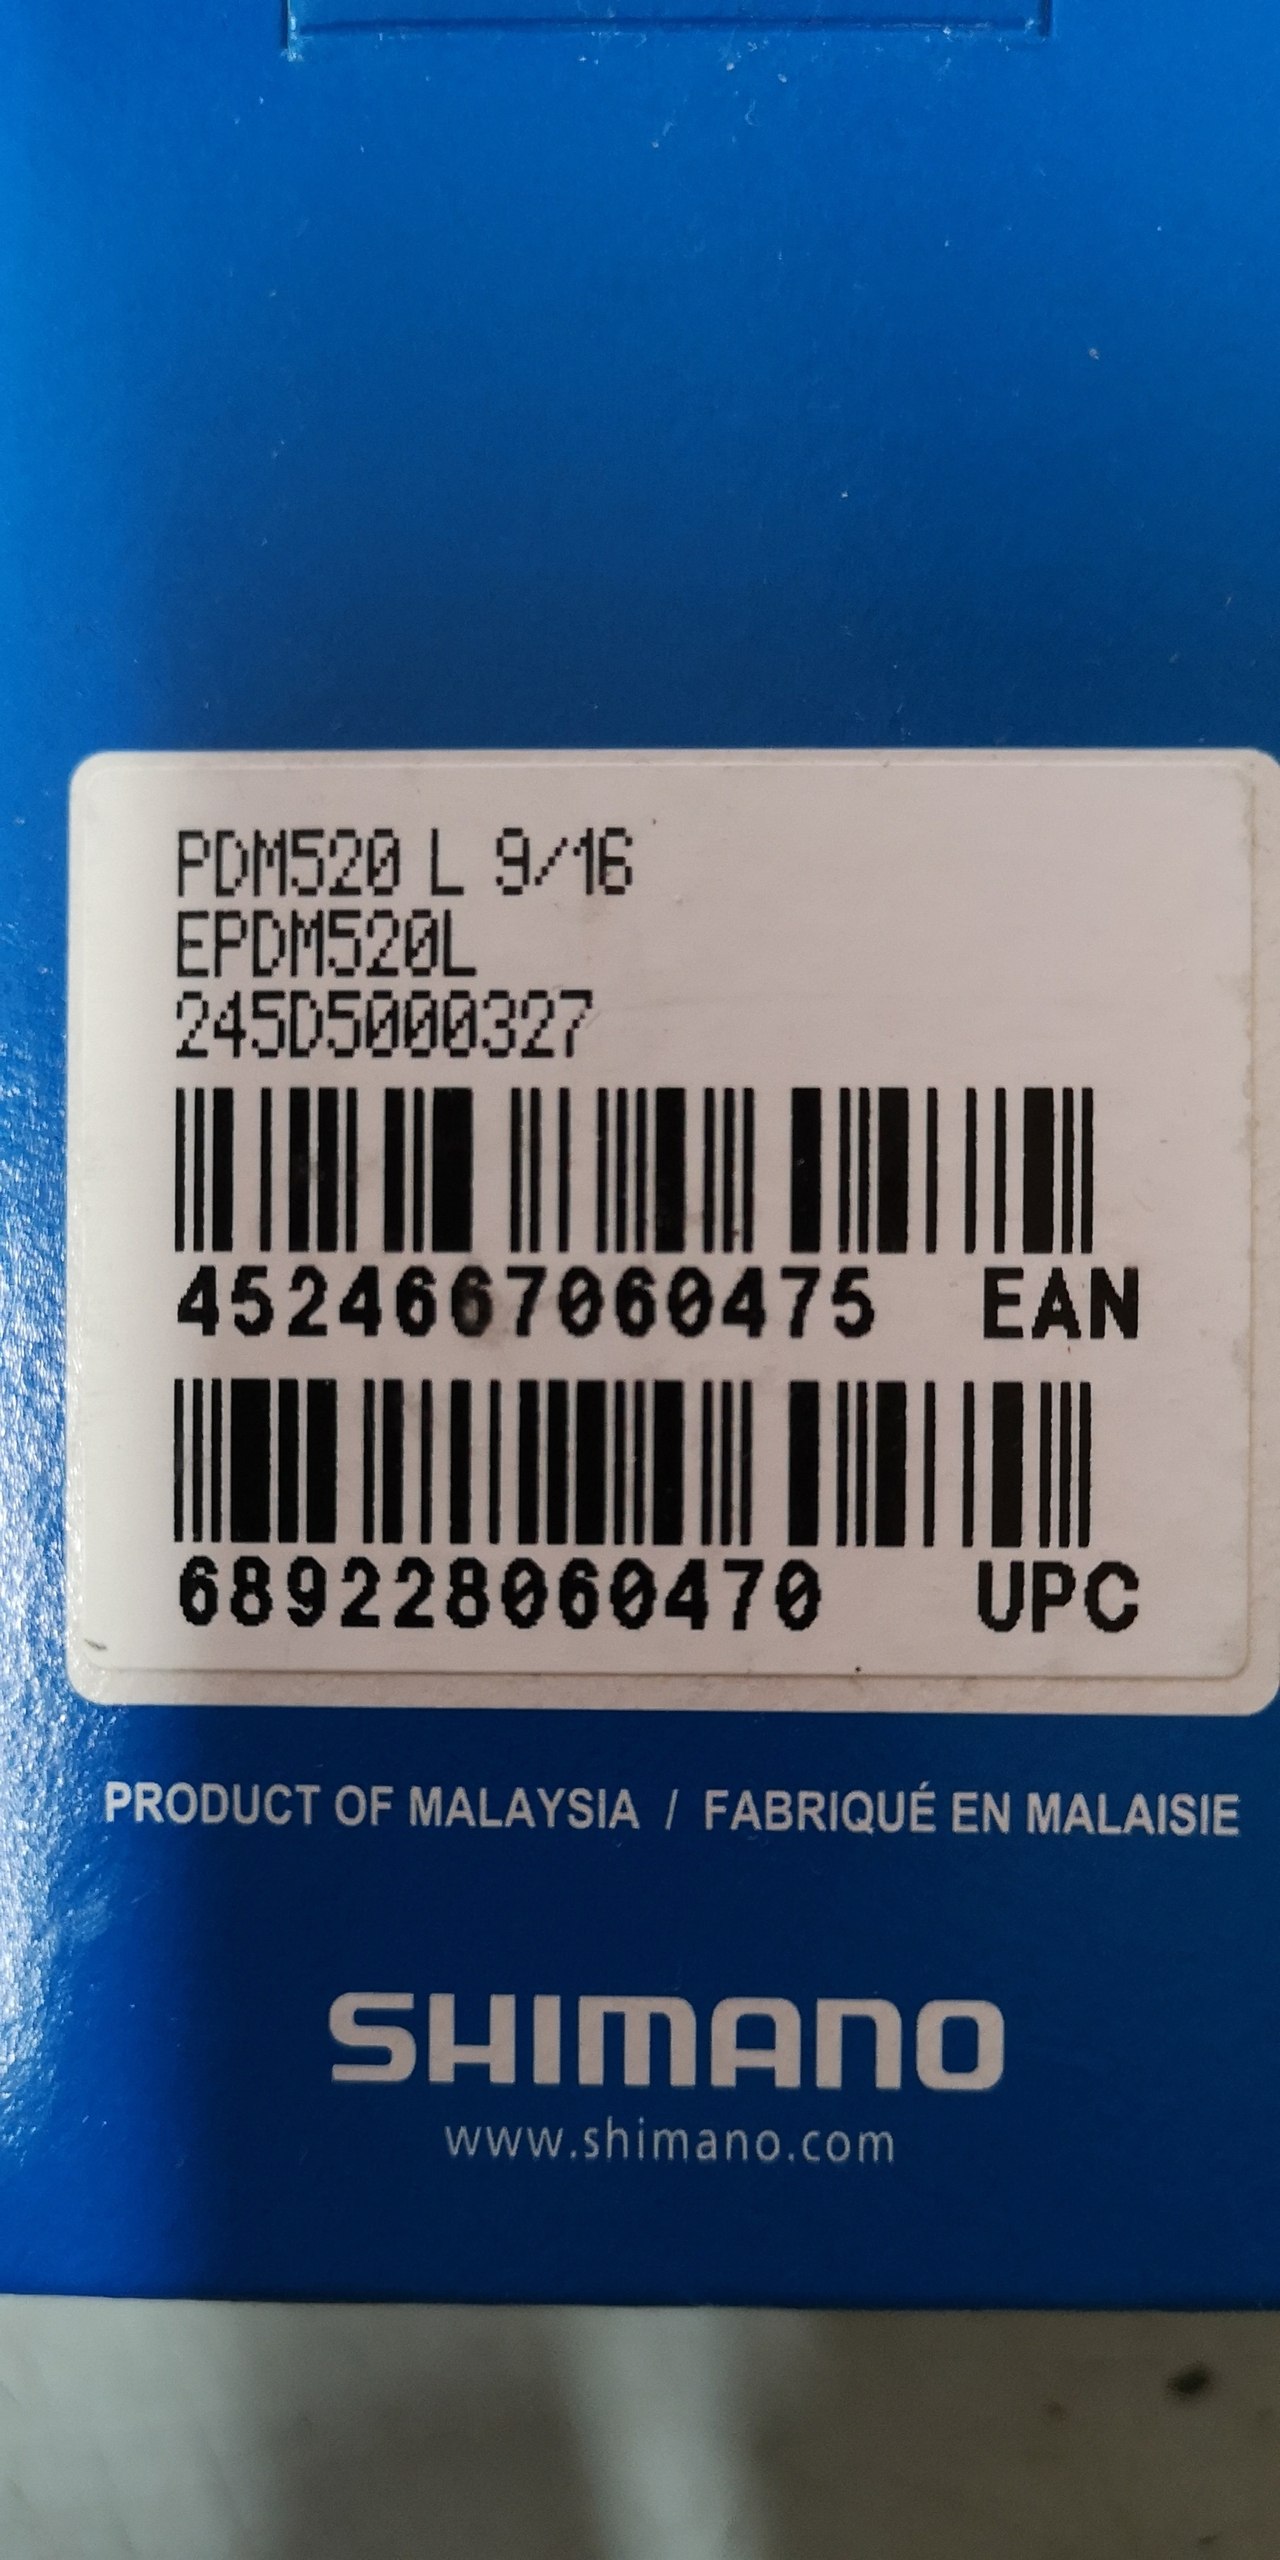 PDM520 L 9/16
EPDM520L
245D5000327
4524667060475 EAN
689228060470 UPC
PRODUCT OF MALAYSIA / FABRIQUÉ EN MALAISIE
SHIMANO
www.shimano.com